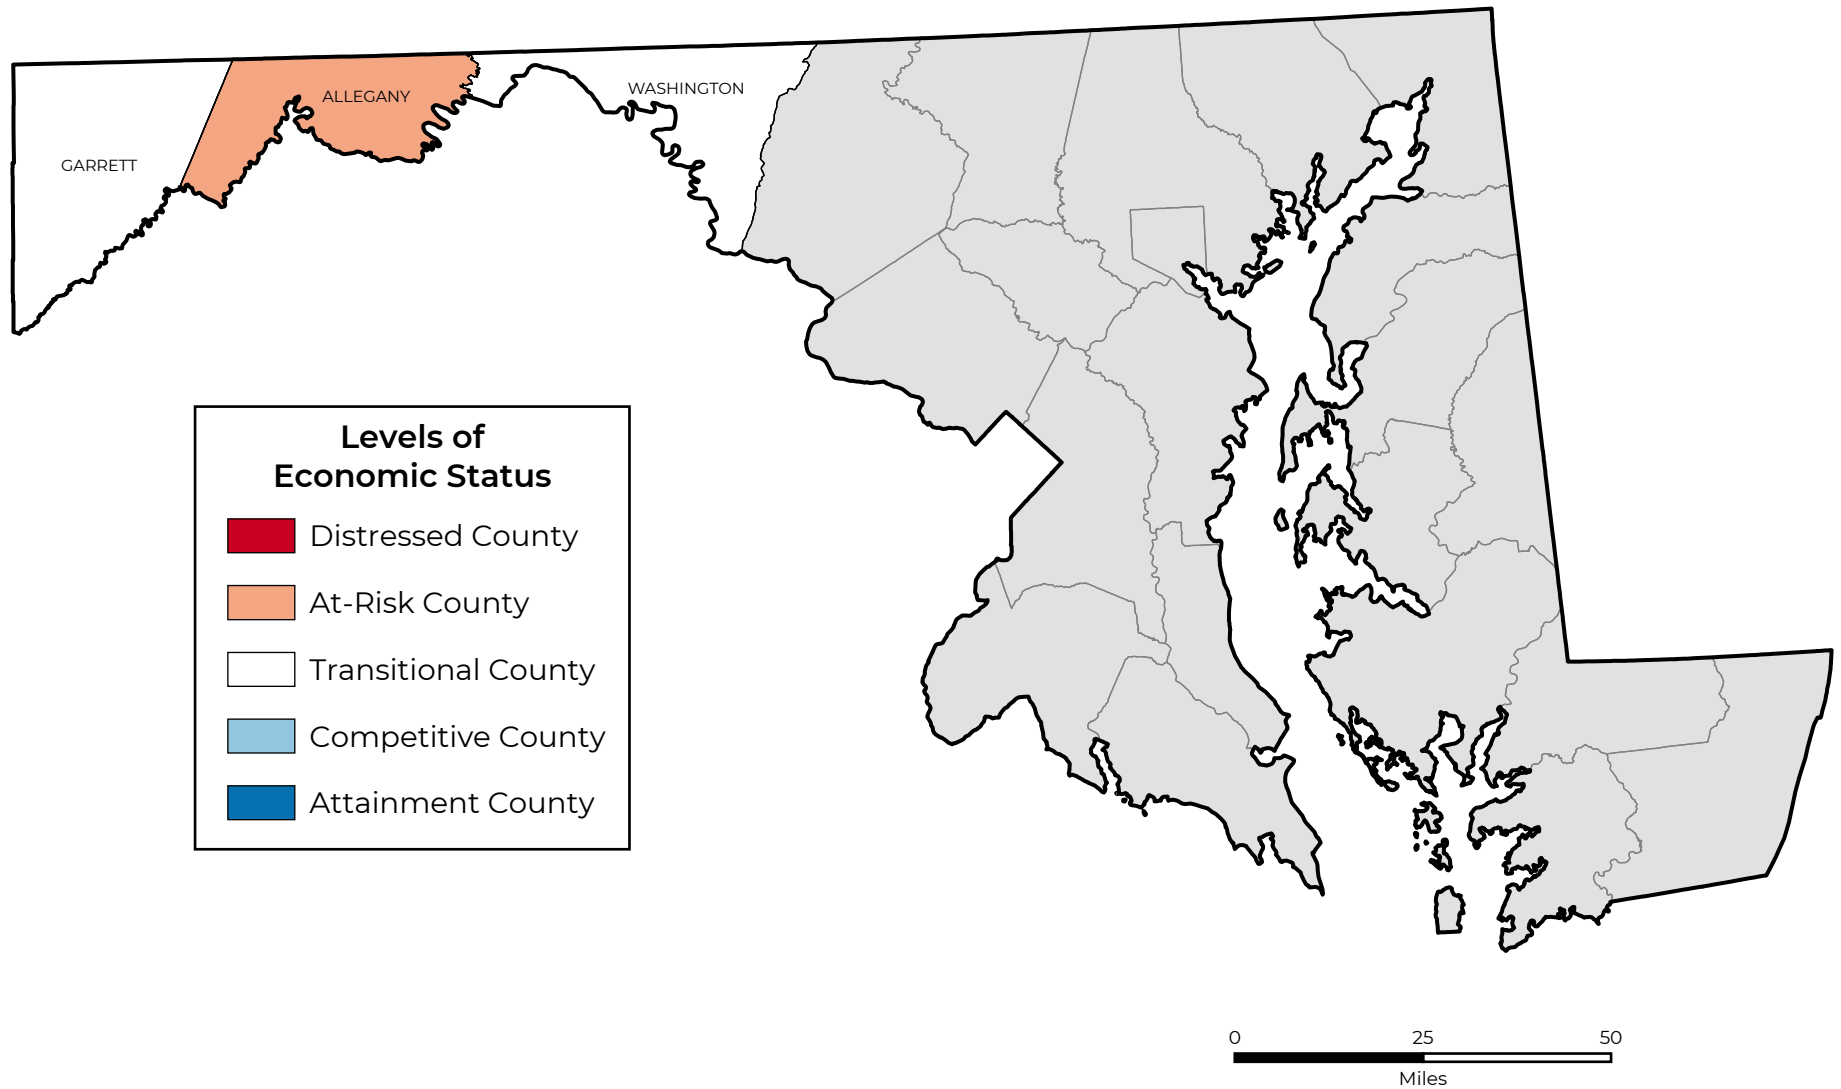 WASHINGTON
ALLEGANY
GARRETT
Levels of
Economic Status
Distressed County
At-Risk County
Transitional County
Competitive County
Attainment County
0 25 50
Miles